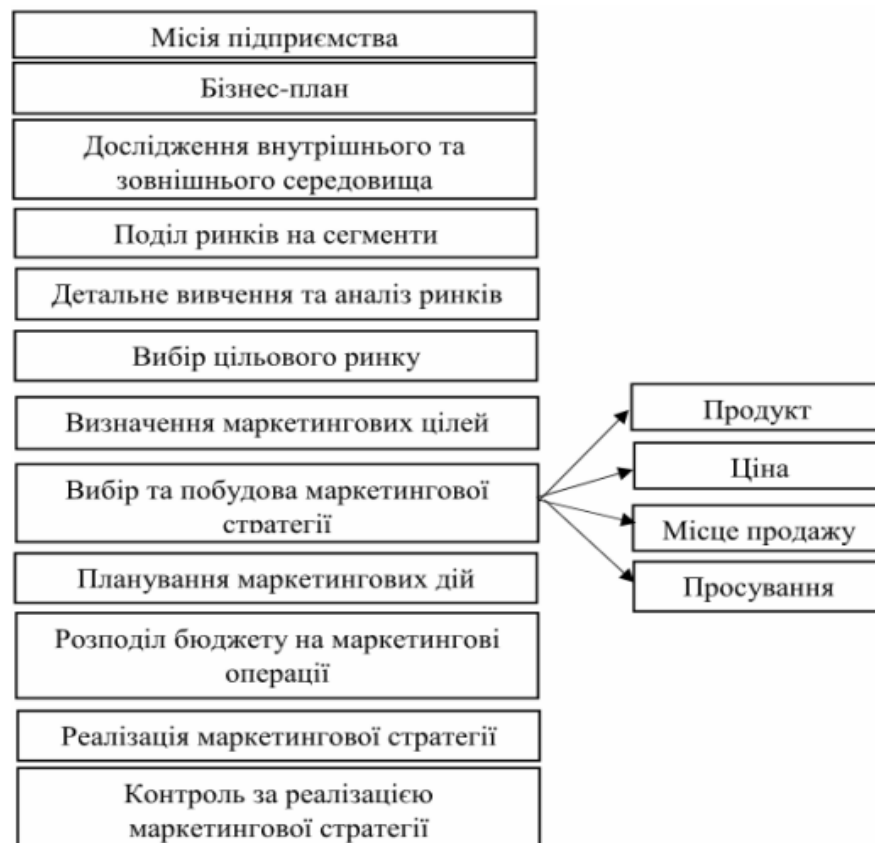 Місія підприємства
Бізнес-план
Дослідження внутрішнього та
зовнішнього середовища
Поділ ринків на сегменти
Детальне вивчення та аналіз ринків
Вибір цільового ринку
Визначення маркетингових цілей
Вибір та побудова маркетингової
стратегії
Продукт
Ціна
Місце продажу
Просування
Планування маркетингових дій
Розподіл бюджету на маркетингові
операції
Реалізація маркетингової стратегії
Контроль за реалізацією
маркетингової стратегії